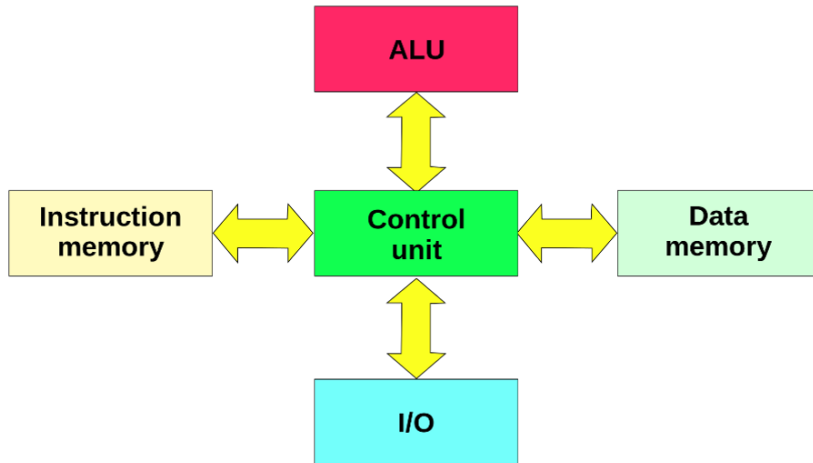 ALU
Instruction
memory
Control
unit
Data
memory
I/O